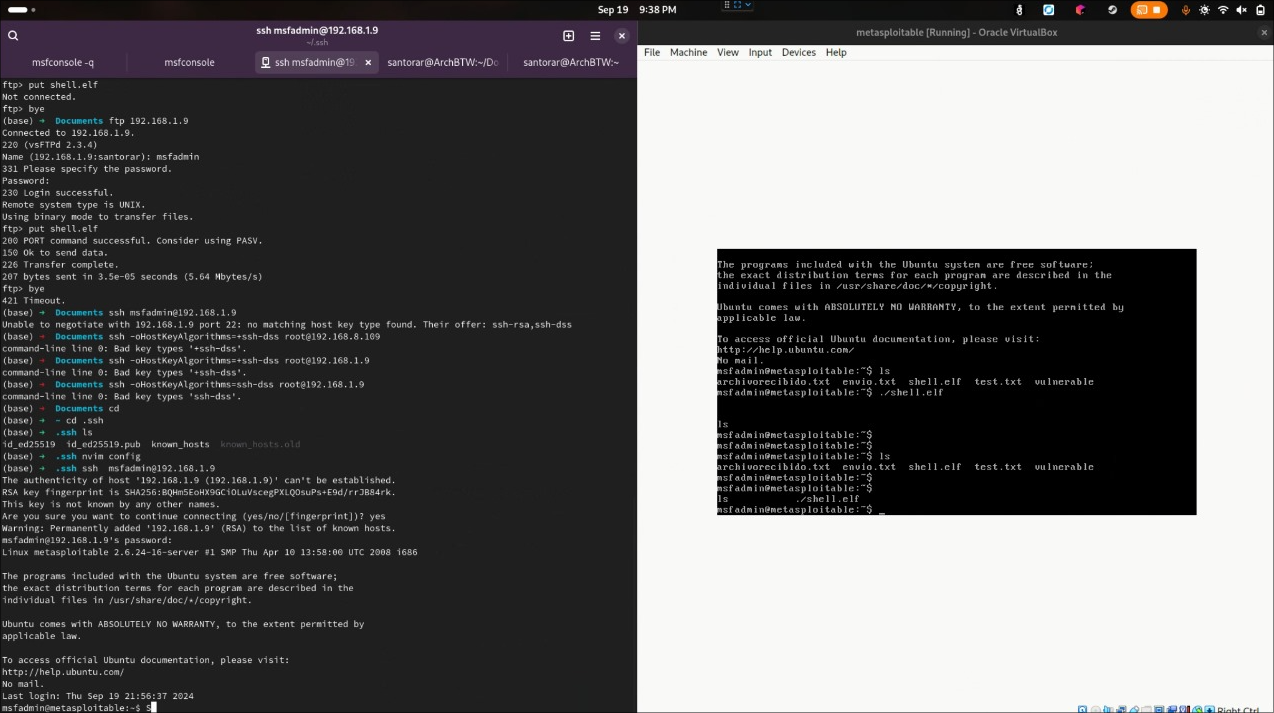 Sep 19 9:38 PM
ssh msfadmin@192.168.1.9
~/.ssh
msfconsole -q
msfconsole
ssh msfadmin@19
santorar@ArchBTW:~/Do
santorar@ArchBTW:~
ftp> put shell.elf
Not connected.
ftp> bye
(base) ➜ Documents ftp 192.168.1.9
Connected to 192.168.1.9.
220 (vsFTPd 2.3.4)
Name (192.168.1.9:santorar): msfadmin
331 Please specify the password.
Password:
230 Login successful.
Remote system type is UNIX.
Using binary mode to transfer files.
ftp> put shell.elf
200 PORT command successful. Consider using PASV.
150 Ok to send data.
226 Transfer complete.
207 bytes sent in 3.5e-05 seconds (5.64 Mbytes/s)
ftp> bye
421 Timeout.
(base) ➜ Documents ssh msfadmin@192.168.1.9
Unable to negotiate with 192.168.1.9 port 22: no matching host key type found. Their offer: ssh-rsa,ssh-dss
(base) ➜ Documents ssh -oHostKeyAlgorithms=+ssh-dss root@192.168.8.109
command-line line 0: Bad key types '+ssh-dss'.
(base) ➜ Documents ssh -oHostKeyAlgorithms=+ssh-dss root@192.168.1.9
command-line line 0: Bad key types '+ssh-dss'.
(base) ➜ Documents ssh -oHostKeyAlgorithms=ssh-dss root@192.168.1.9
command-line line 0: Bad key types 'ssh-dss'.
(base) ➜ Documents cd
(base) ➜ ~ cd .ssh
(base) ➜ .ssh ls
id_ed25519 id_ed25519.pub known_hosts known_hosts.old
(base) ➜ .ssh nvim config
(base) ➜ .ssh ssh msfadmin@192.168.1.9
The authenticity of host '192.168.1.9 (192.168.1.9)' can't be established.
RSA key fingerprint is SHA256:BQHm5EoHX9GCiOLuVscegPXLQOsuPs+E9d/rrJB84rk.
This key is not known by any other names.
Are you sure you want to continue connecting (yes/no/[fingerprint])? yes
Warning: Permanently added '192.168.1.9' (RSA) to the list of known hosts.
msfadmin@192.168.1.9's password:
Linux metasploitable 2.6.24-16-server #1 SMP Thu Apr 10 13:58:00 UTC 2008 i686
The programs included with the Ubuntu system are free software;
the exact distribution terms for each program are described in the
individual files in /usr/share/doc/*/copyright.
Ubuntu comes with ABSOLUTELY NO WARRANTY, to the extent permitted by
applicable law.
To access official Ubuntu documentation, please visit:
http://help.ubuntu.com/
No mail.
Last login: Thu Sep 19 21:56:37 2024
msfadmin@metasploitable:~$ S
metasploitable [Running] - Oracle VirtualBox
File Machine View Input Devices Help
The programs included with the Ubuntu system are free software;
the exact distribution terms for each program are described in the
individual files in /usr/share/doc/*/copyright.
Ubuntu comes with ABSOLUTELY NO WARRANTY, to the extent permitted by
applicable law.
To access official Ubuntu documentation, please visit:
http://help.ubuntu.com/
No mail.
msfadmin@metasploitable:~$ ls
archivorecibido.txt envio.txt shell.elf test.txt vulnerable
msfadmin@metasploitable:~$ ./shell.elf
ls
msfadmin@metasploitable:~$
msfadmin@metasploitable:~$
msfadmin@metasploitable:~$ ls
archivorecibido.txt envio.txt shell.elf test.txt vulnerable
msfadmin@metasploitable:~$
msfadmin@metasploitable:~$
ls ./shell.elf
msfadmin@metasploitable:~$ _
Right Ctrl